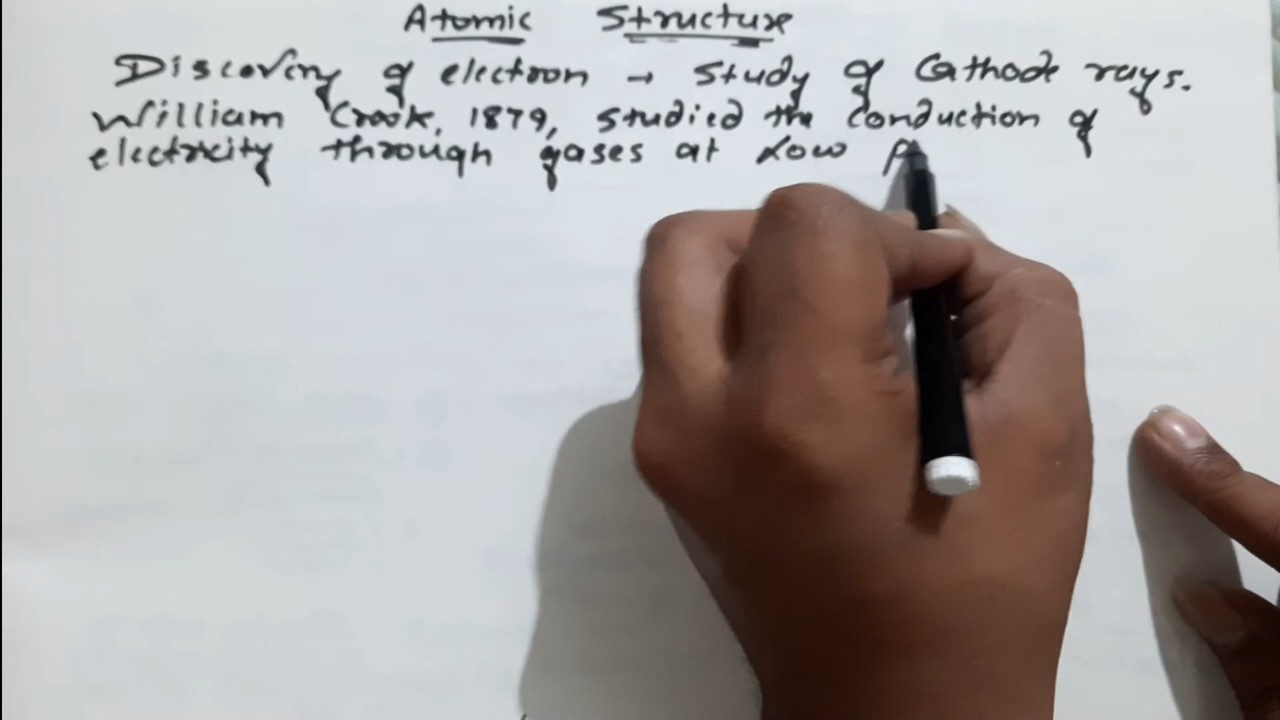 Atomic Structure
Discovery of electron → Study of Cathode rays.
William Crook, 1879, studied the conduction of
electricity through gases at low p